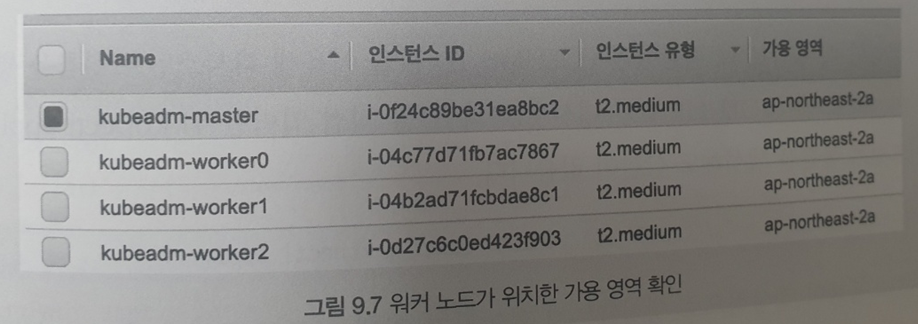 Name 인스턴스 ID 인스턴스 유형 가용 영역
kubeadm-master i-0f24c89be31ea8bc2 t2.medium ap-northeast-2a
kubeadm-worker0 i-04c77d71fb7ac7867 t2.medium ap-northeast-2a
kubeadm-worker1 i-04b2ad71fcbdae8c1 t2.medium ap-northeast-2a
kubeadm-worker2 i-0d27c6c0ed423f903 t2.medium ap-northeast-2a
그림 9.7 워커 노드가 위치한 가용 영역 확인